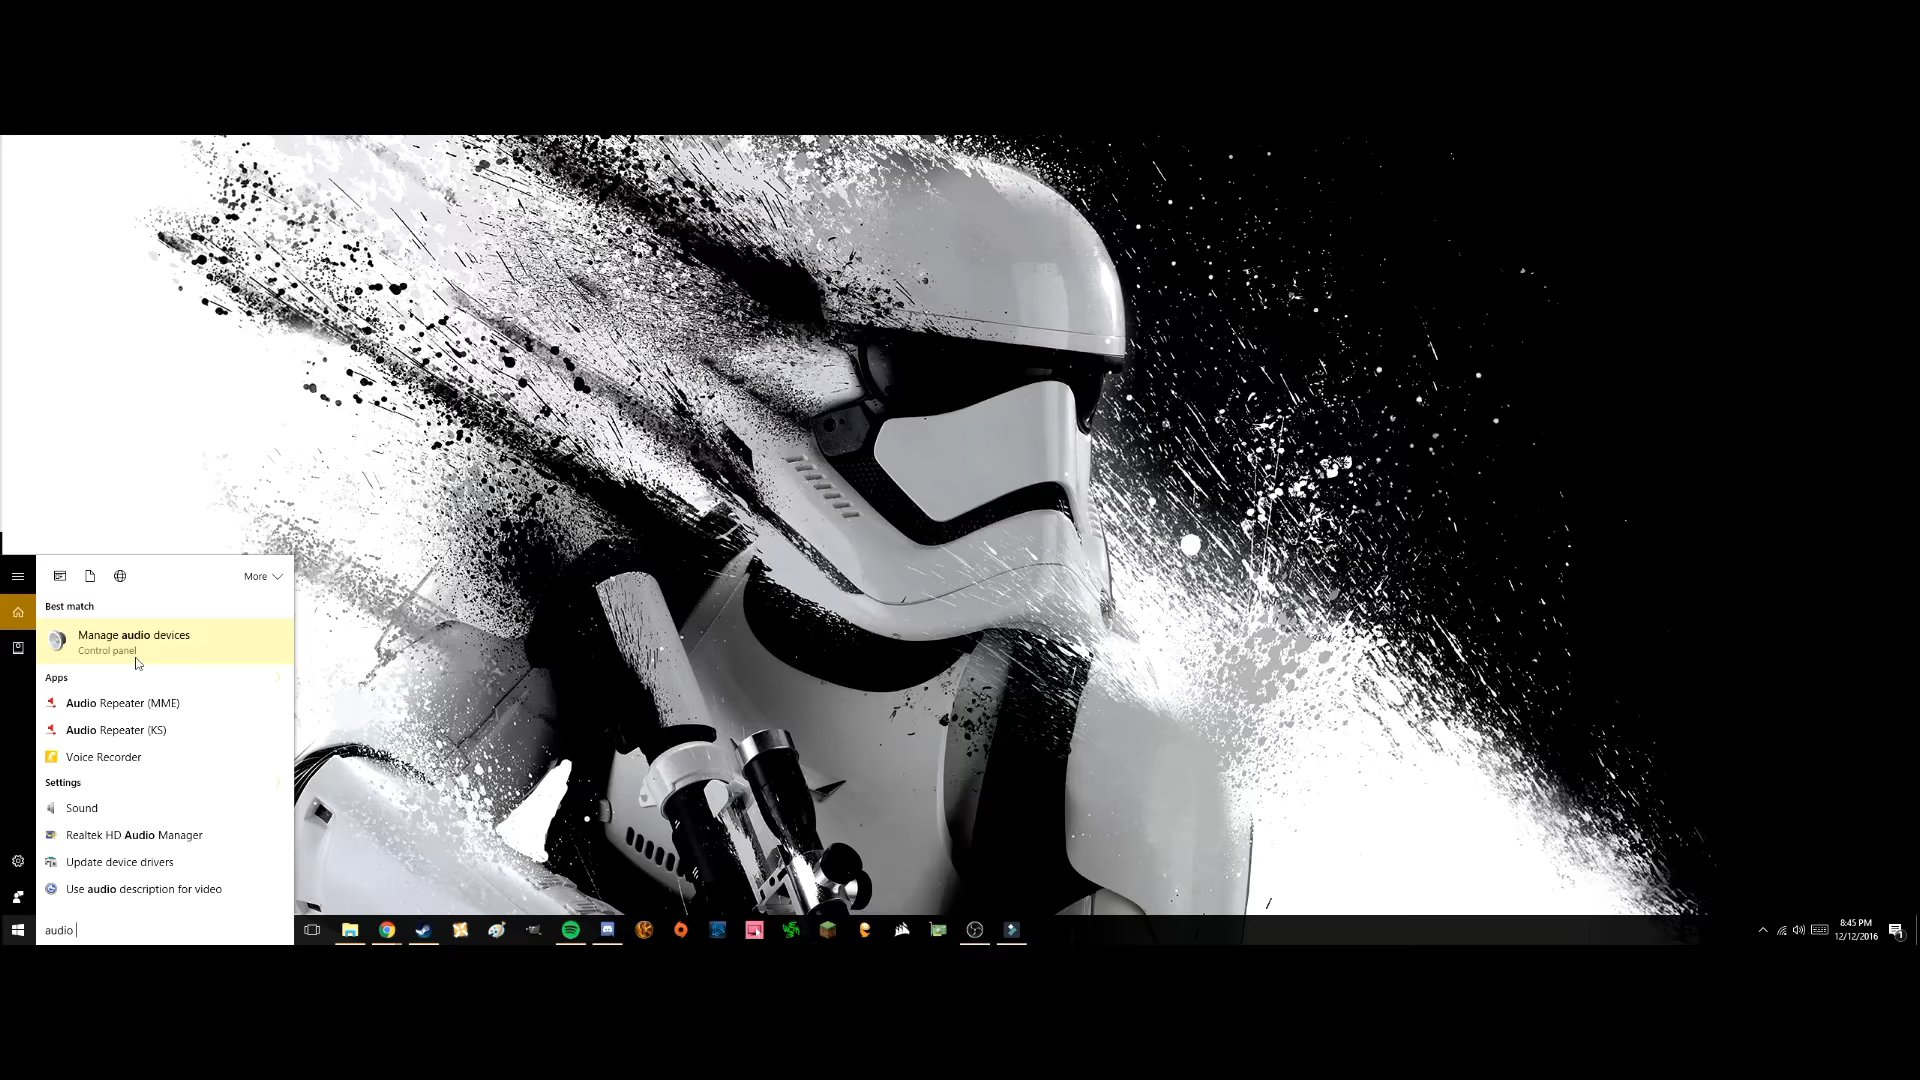 More
Best match
Manage audio devices
Control panel
Apps
Audio Repeater (MME)
Audio Repeater (KS)
Voice Recorder
Settings
Sound
Realtek HD Audio Manager
Update device drivers
Use audio description for video
audio
8:45 PM
12/12/2016
1